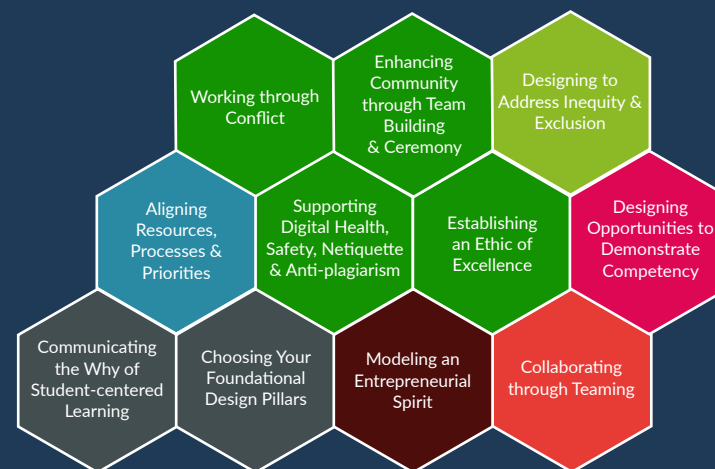 Working through
Conflict
Enhancing
Community
through Team
Building
& Ceremony
Designing to
Address Inequity &
Exclusion
Aligning
Resources,
Processes &
Priorities
Supporting
Digital Health,
Safety, Netiquette
& Anti-plagiarism
Establishing
an Ethic of
Excellence
Designing
Opportunities to
Demonstrate
Competency
Communicating
the Why of
Student-centered
Learning
Choosing Your
Foundational
Design Pillars
Modeling an
Entrepreneurial
Spirit
Collaborating
through Teaming